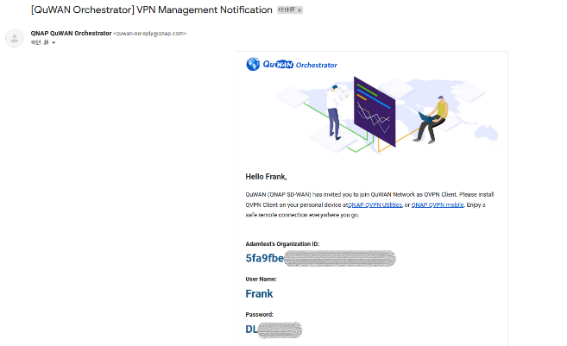 [QuWAN Orchestrator] VPN Management Notification
QNAP QuWAN Orchestrator <quwan-noreply@qnap.com>
QuWAN Orchestrator
Hello Frank,
QuWAN (QNAP SD-WAN) has invited you to join QuWAN Network as QVPN Client. Please install
QVPN Client on your personal device atQNAP QVPN Utilities, or QNAP QVPN mobile. Enjoy a
safe remote connection everywhere you go.
Adamtest's Organization ID:
5fa9fbe
User Name:
Frank
Password:
DL